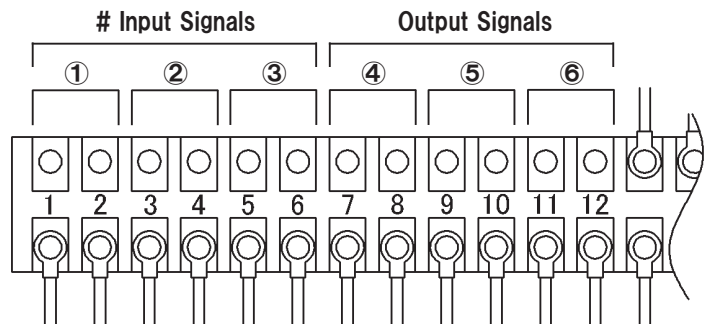 # Input Signals Output Signals
① ② ③ ④ ⑤ ⑥
1 2 3 4 5 6 7 8 9 10 11 12